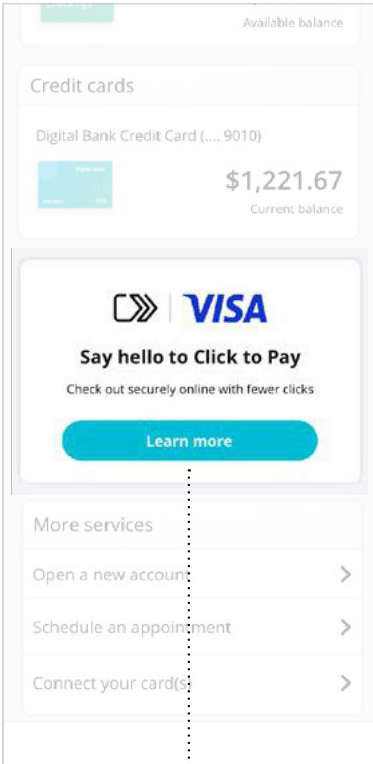 Available balance
Credit cards
Digital Bank Credit Card (.... 9010)
$1,221.67
Current balance
VISA
Say hello to Click to Pay
Check out securely online with fewer clicks
Learn more
More services
Open a new account
Schedule an appointment
Connect your card(s)